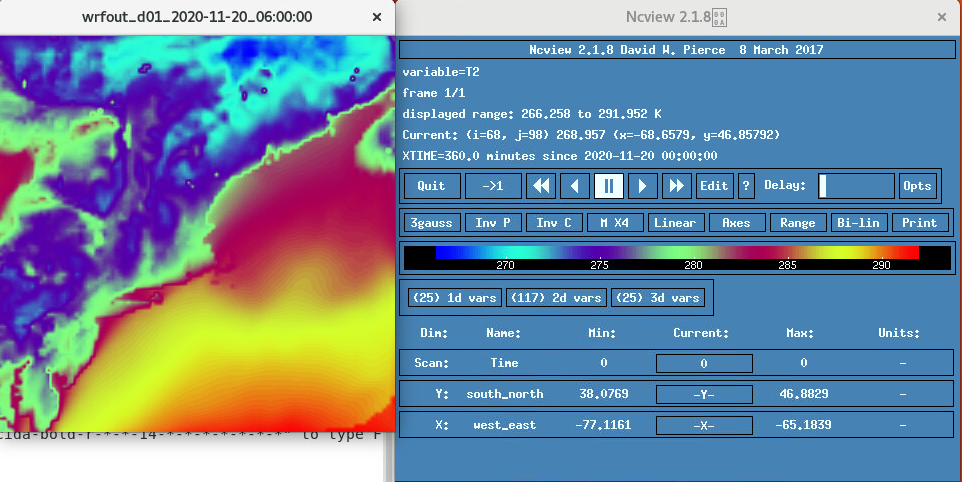 wrfout_d01_2020-11-20_06:00:00
Ncview 2.1.8
Ncview 2.1.8 David W. Pierce 8 March 2017
variable=T2
frame 1/1
displayed range: 266.258 to 291.952 K
Current: (i=68, j=98) 268.957 (x=-68.6579, y=46.85792)
XTIME=360.0 minutes since 2020-11-20 00:00:00
Quit ->1 Edit ? Delay: Opts
3gauss Inv P Inv C M X4 Linear Axes Range Bi-lin Print
270 275 280 285 290
(25) 1d vars (117) 2d vars (25) 3d vars
Dim: Name: Min: Current: Max: Units:
Scan: Time 0 0 0 -
Y: south_north 38.0769 -Y- 46.8829 -
X: west_east -77.1161 -X- -65.1839 -
to type F